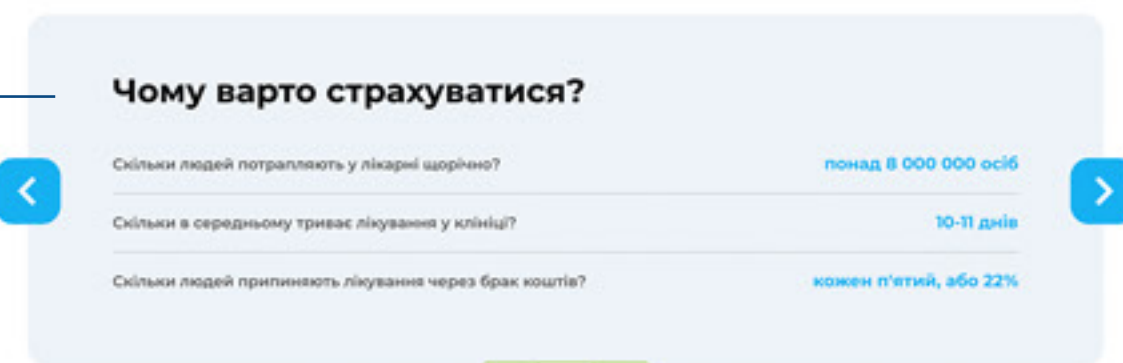 Чому варто страхуватися?
Скільки людей потрапляють у лікарні щорічно? понад 8 000 000 осіб
Скільки в середньому триває лікування у клініці? 10-11 днів
Скільки людей припиняють лікування через брак коштів? кожен п'ятий, або 22%